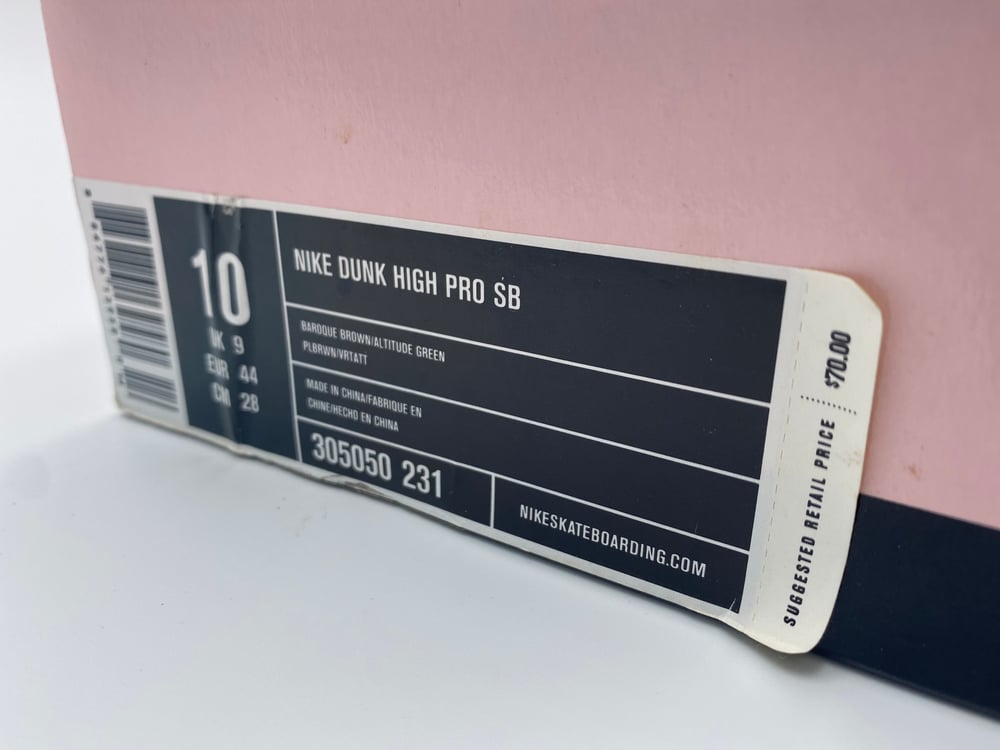 10
UK 9
EUR 44
CM 28
NIKE DUNK HIGH PRO SB
BAROQUE BROWN/ALTITUDE GREEN
PLBRWN/VRTATT
MADE IN CHINA/FABRIQUE EN
CHINE/HECHO EN CHINA
305050 231
NIKESKATEBOARDING.COM
SUGGESTED RETAIL PRICE $70.00